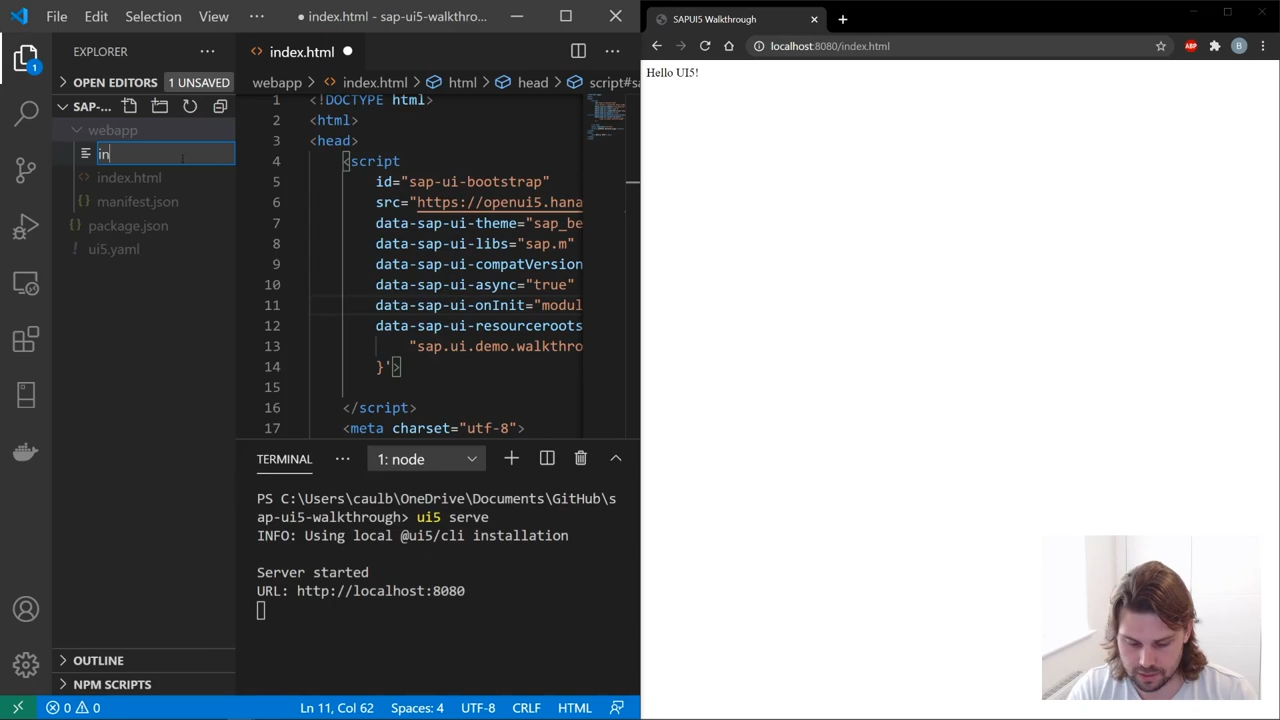 File Edit Selection View ··· ● index.html - sap-ui5-walkthro...
EXPLORER ···
OPEN EDITORS 1 UNSAVED
SAP-...
webapp
in
index.html
manifest.json
package.json
ui5.yaml
OUTLINE
NPM SCRIPTS
1
index.html ● ···
webapp > index.html > html > head > script#sa
1 <!DOCTYPE html>
2 <html>
3 <head>
4 <script
5 id="sap-ui-bootstrap"
6 src="https://openui5.hana
7 data-sap-ui-theme="sap_be
8 data-sap-ui-libs="sap.m"
9 data-sap-ui-compatVersion
10 data-sap-ui-async="true"
11 data-sap-ui-onInit="modul
12 data-sap-ui-resourceroots
13 "sap.ui.demo.walkthro
14 }'>
15
16 </script>
17 <meta charset="utf-8">
TERMINAL ··· 1: node
PS C:\Users\caulb\OneDrive\Documents\GitHub\s
ap-ui5-walkthrough> ui5 serve
INFO: Using local @ui5/cli installation
Server started
URL: http://localhost:8080
0 0 Ln 11, Col 62 Spaces: 4 UTF-8 CRLF HTML
SAPUI5 Walkthrough
localhost:8080/index.html ABP B
Hello UI5!